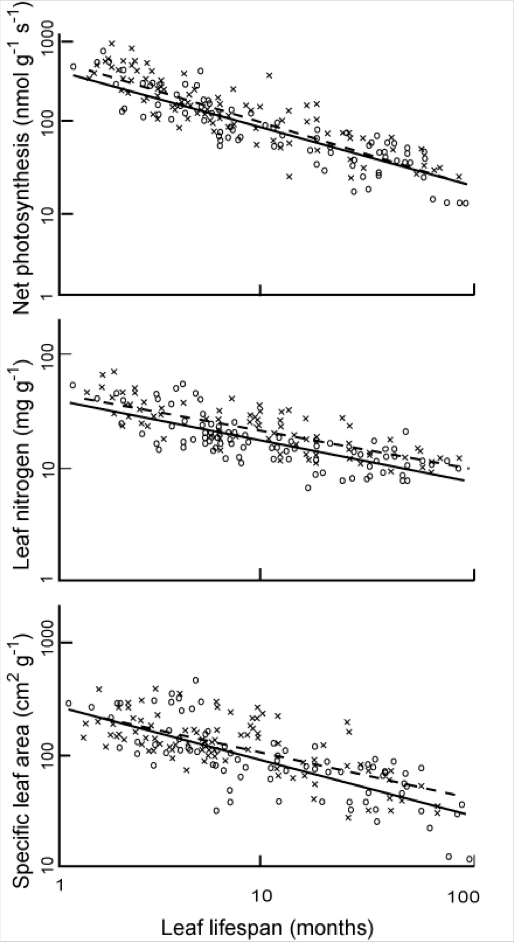 Net photosynthesis (nmol g⁻¹ s⁻¹)
1000
100
10
1
Leaf nitrogen (mg g⁻¹)
100
10
1
Specific leaf area (cm² g⁻¹)
1000
100
10
1 10 100
Leaf lifespan (months)